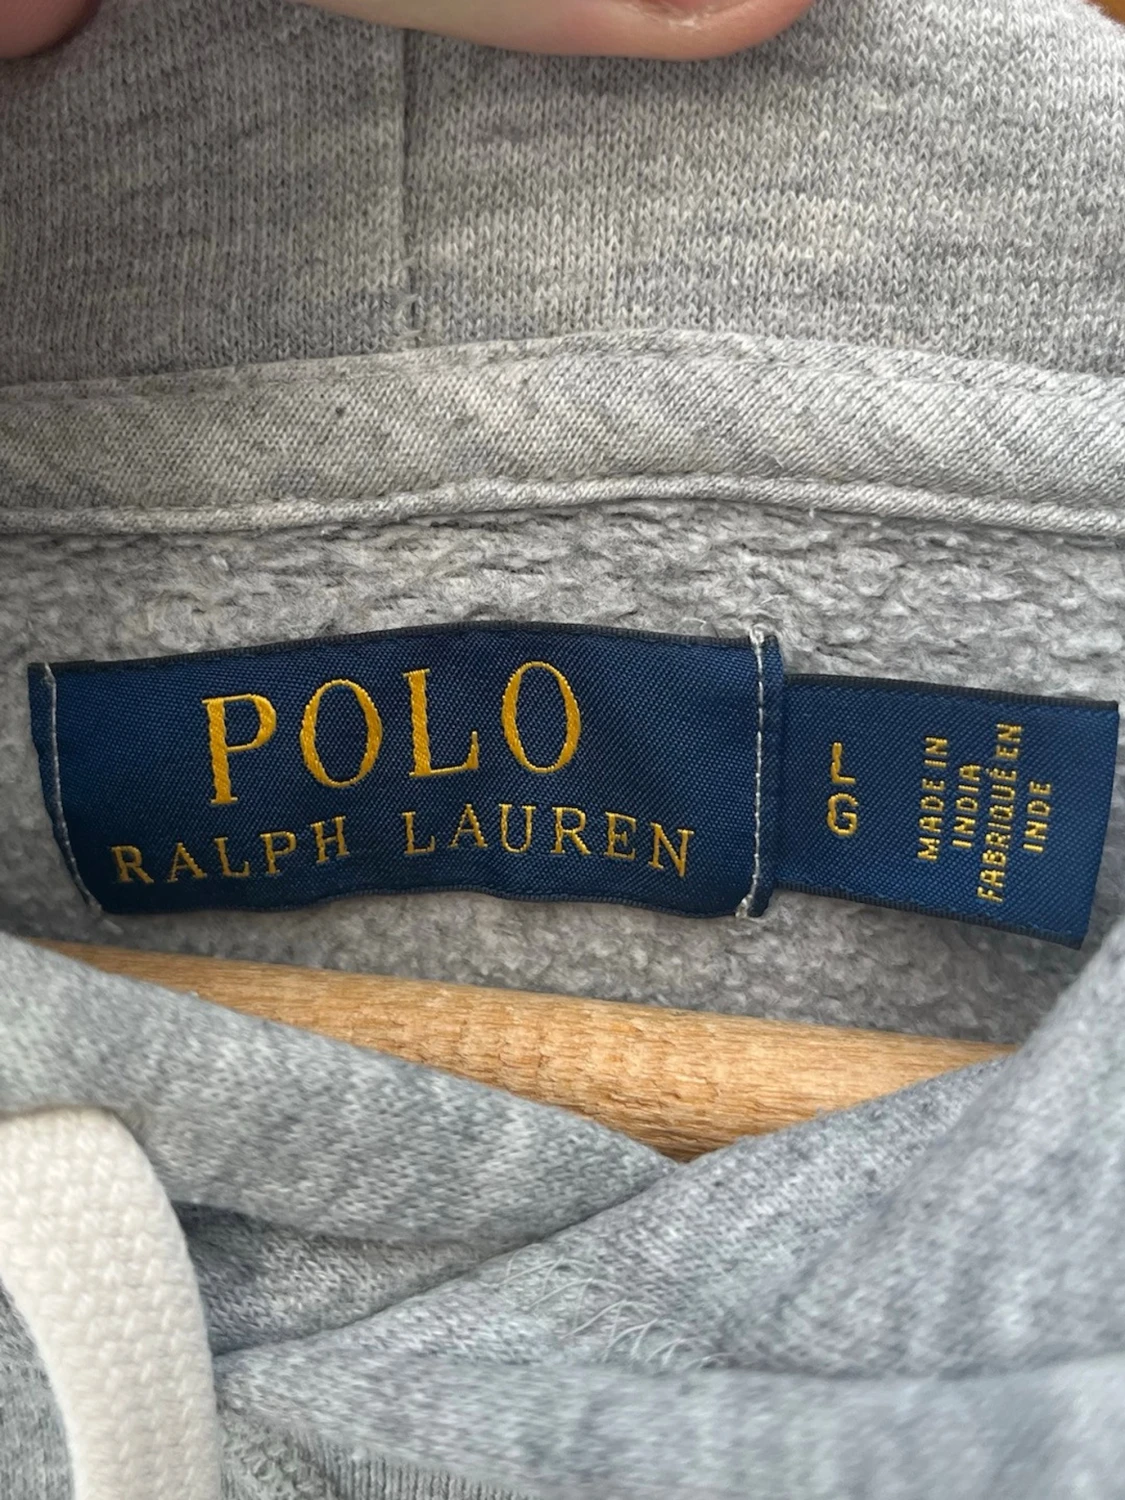 POLO
RALPH LAUREN
L
G
MADE IN
INDIA
FABRIQUÉ EN
INDE